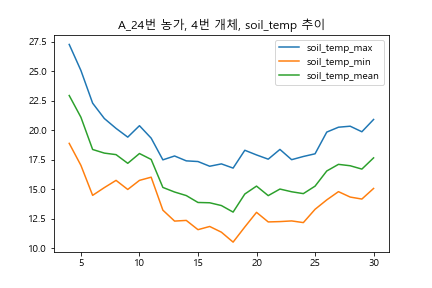 A_24번 농가, 4번 개체, soil_temp 추이
soil_temp_max
soil_temp_min
soil_temp_mean
27.5
25.0
22.5
20.0
17.5
15.0
12.5
10.0
5 10 15 20 25 30